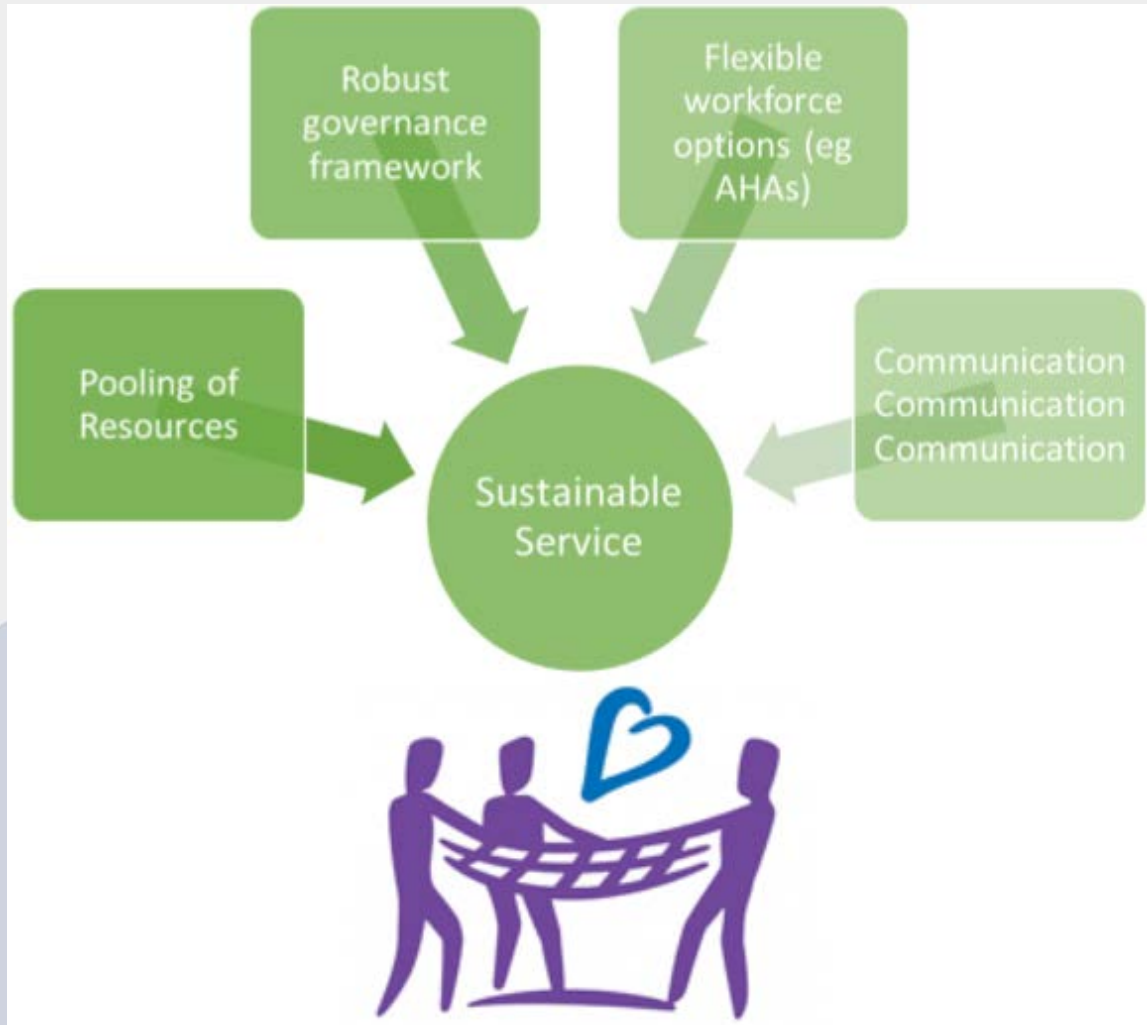 Robust
governance
framework
Flexible
workforce
options (eg
AHAs)
Pooling of
Resources
Communication
Communication
Communication
Sustainable
Service